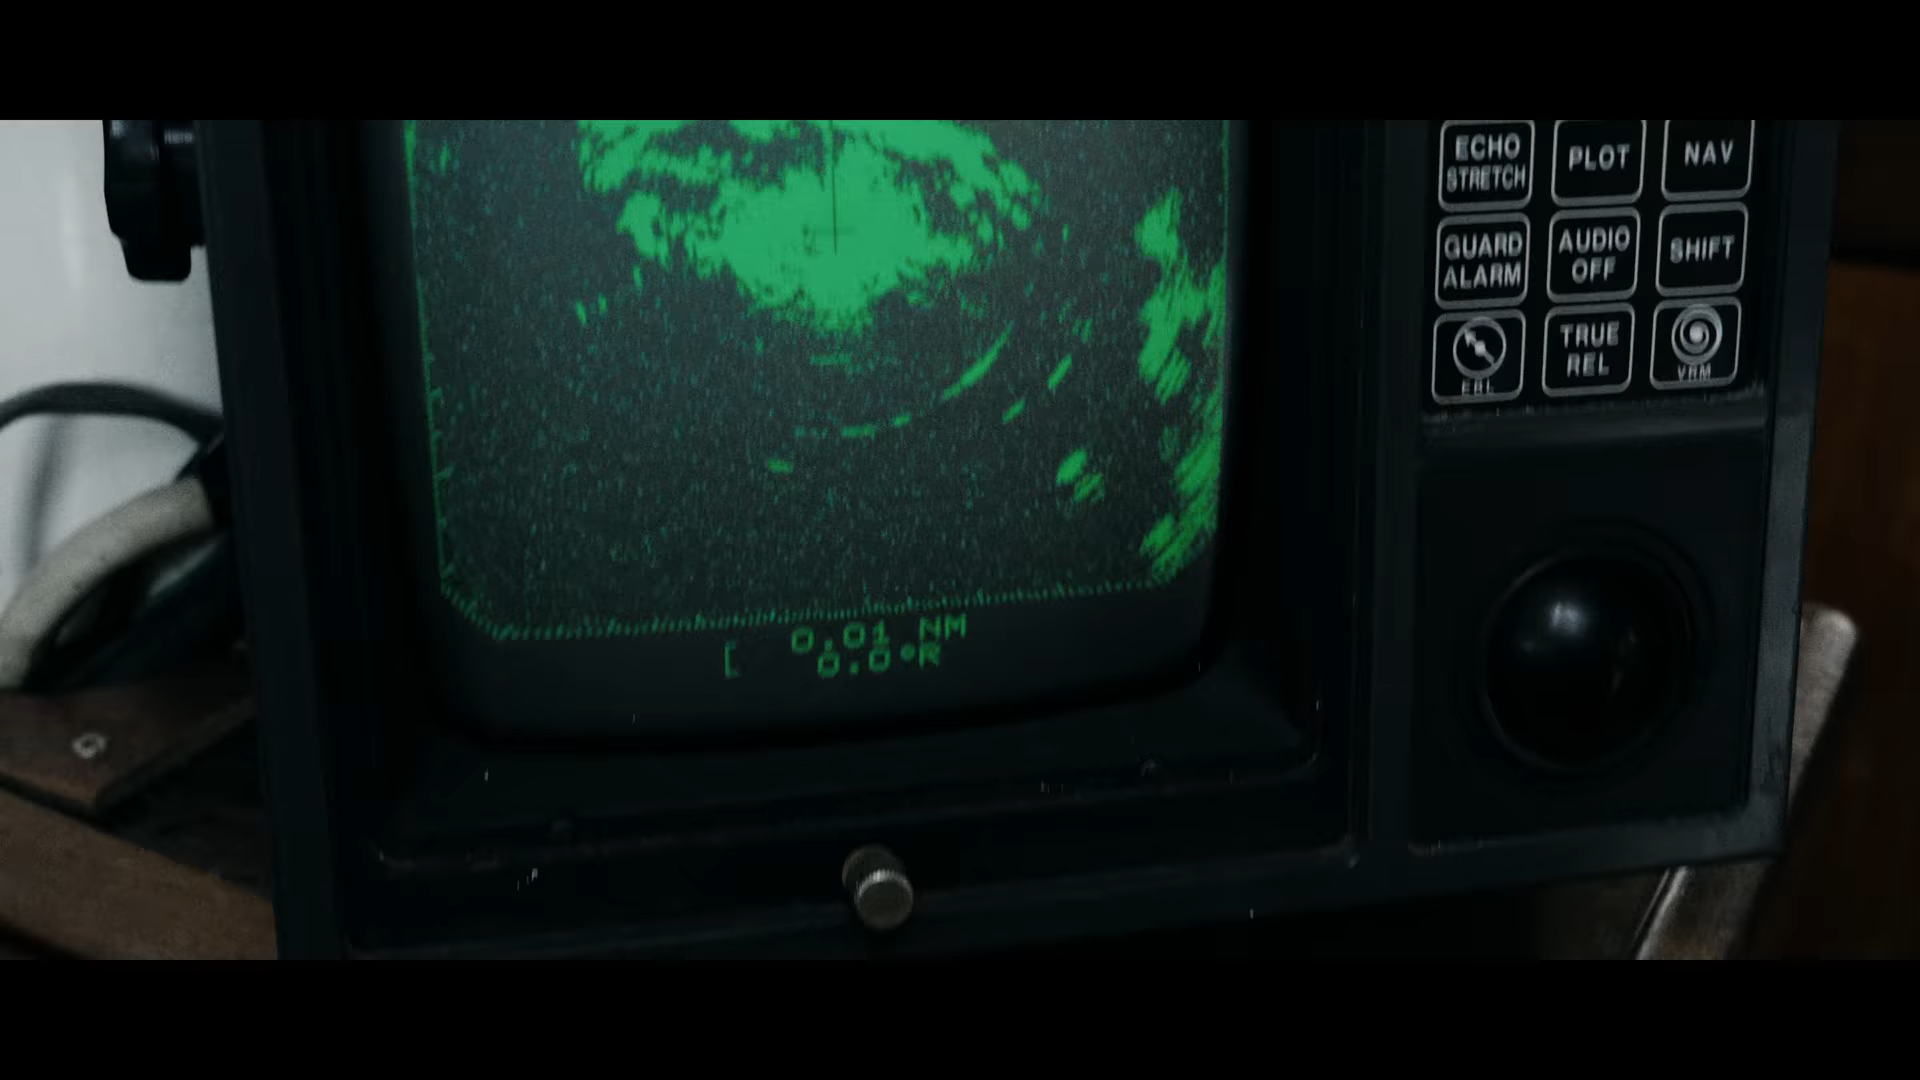 ECHO
STRETCH
PLOT
NAV
GUARD
ALARM
AUDIO
OFF
SHIFT
EBL
TRUE
REL
VRM
0.01 NM
[ 0.0°R